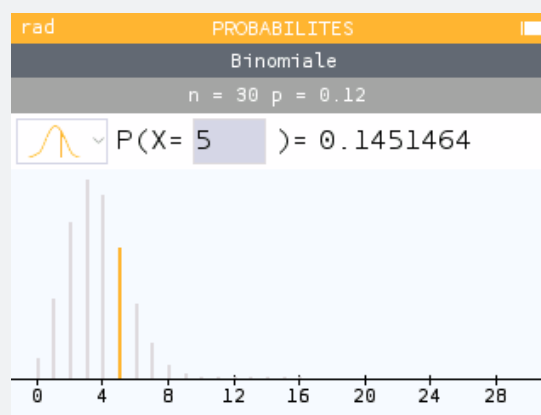 rad PROBABILITES
Binomiale
n = 30 p = 0.12
P(X= 5 )= 0.1451464
0 4 8 12 16 20 24 28